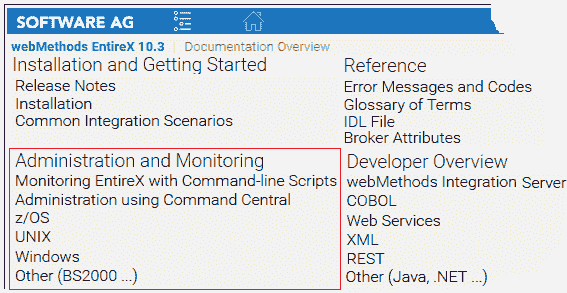 SOFTWARE AG
webMethods EntireX 10.3 | Documentation Overview
Installation and Getting Started
Release Notes
Installation
Common Integration Scenarios
Reference
Error Messages and Codes
Glossary of Terms
IDL File
Broker Attributes
Administration and Monitoring
Monitoring EntireX with Command-line Scripts
Administration using Command Central
z/OS
UNIX
Windows
Other (BS2000 ...)
Developer Overview
webMethods Integration Server
COBOL
Web Services
XML
REST
Other (Java, .NET ...)